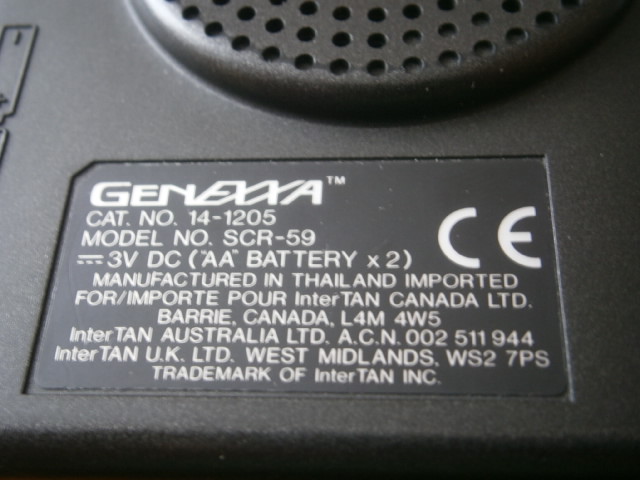 GENEXXA™
CAT. NO. 14-1205
MODEL NO. SCR-59
CE
⎓ 3V DC ("AA" BATTERY x 2)
MANUFACTURED IN THAILAND IMPORTED
FOR/IMPORTE POUR InterTAN CANADA LTD.
BARRIE, CANADA, L4M 4W5
InterTAN AUSTRALIA LTD. A.C.N. 002 511 944
InterTAN U.K. LTD. WEST MIDLANDS, WS2 7PS
TRADEMARK OF InterTAN INC.